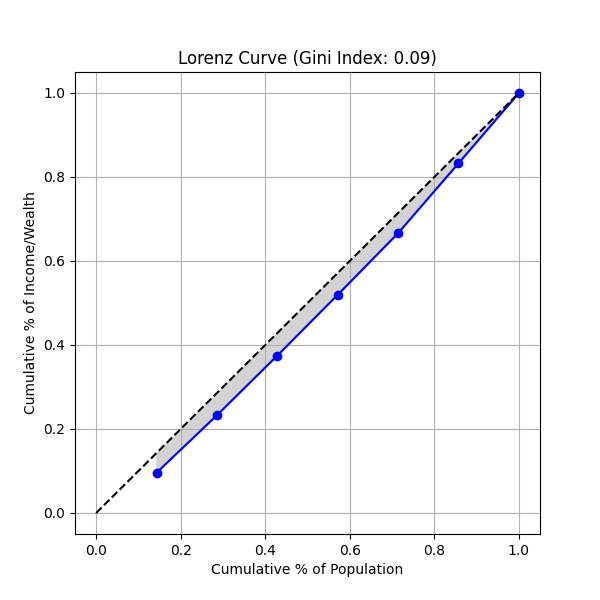 Lorenz Curve (Gini Index: 0.09)
Cumulative % of Income/Wealth
1.0
0.8
0.6
0.4
0.2
0.0
0.0 0.2 0.4 0.6 0.8 1.0
Cumulative % of Population